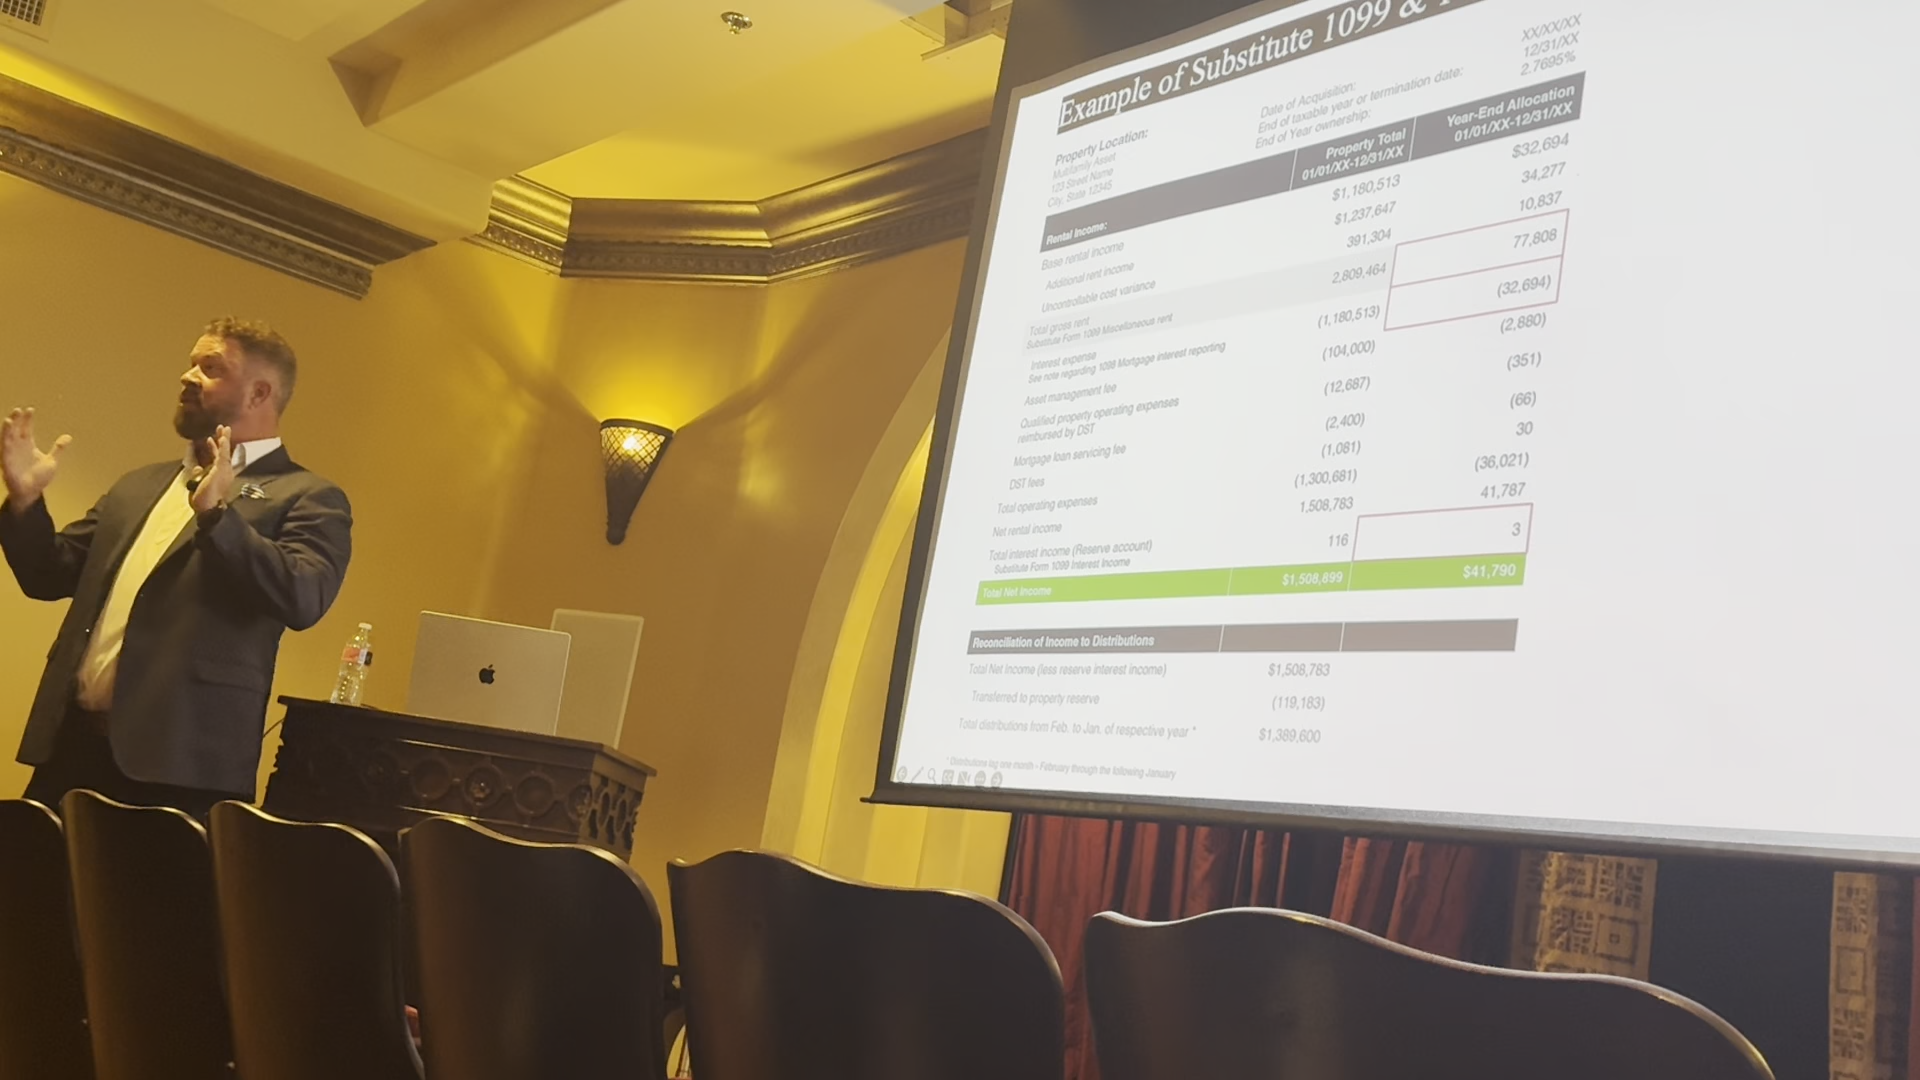 Example of Substitute 1099 &
Property Location:
Multifamily Asset
123 Street Name
City, State 12345
Date of Acquisition: XX/XX/XX
End of taxable year or termination date: 12/31/XX
End of Year ownership: 2.7695%
Property Total Year-End Allocation
01/01/XX-12/31/XX 01/01/XX-12/31/XX
Rental Income:
Base rental income $1,180,513 $32,694
Additional rent income $1,237,647 34,277
Uncontrollable cost variance 391,304 10,837
Total gross rent 2,809,464 77,808
Substitute Form 1099 Miscellaneous rent
Interest expense (1,180,513) (32,694)
See note regarding 1098 Mortgage interest reporting
Asset management fee (104,000) (2,880)
Qualified property operating expenses
reimbursed by DST (12,687) (351)
Mortgage loan servicing fee (2,400) (66)
DST fees (1,081) 30
Total operating expenses (1,300,681) (36,021)
Net rental income 1,508,783 41,787
Total interest income (Reserve account) 116 3
Substitute Form 1099 Interest Income
Total Net Income $1,508,899 $41,790
Reconciliation of Income to Distributions
Total Net Income (less reserve interest income) $1,508,783
Transferred to property reserve (119,183)
Total distributions from Feb. to Jan. of respective year * $1,389,600
* Distributions lag one month - February through the following January